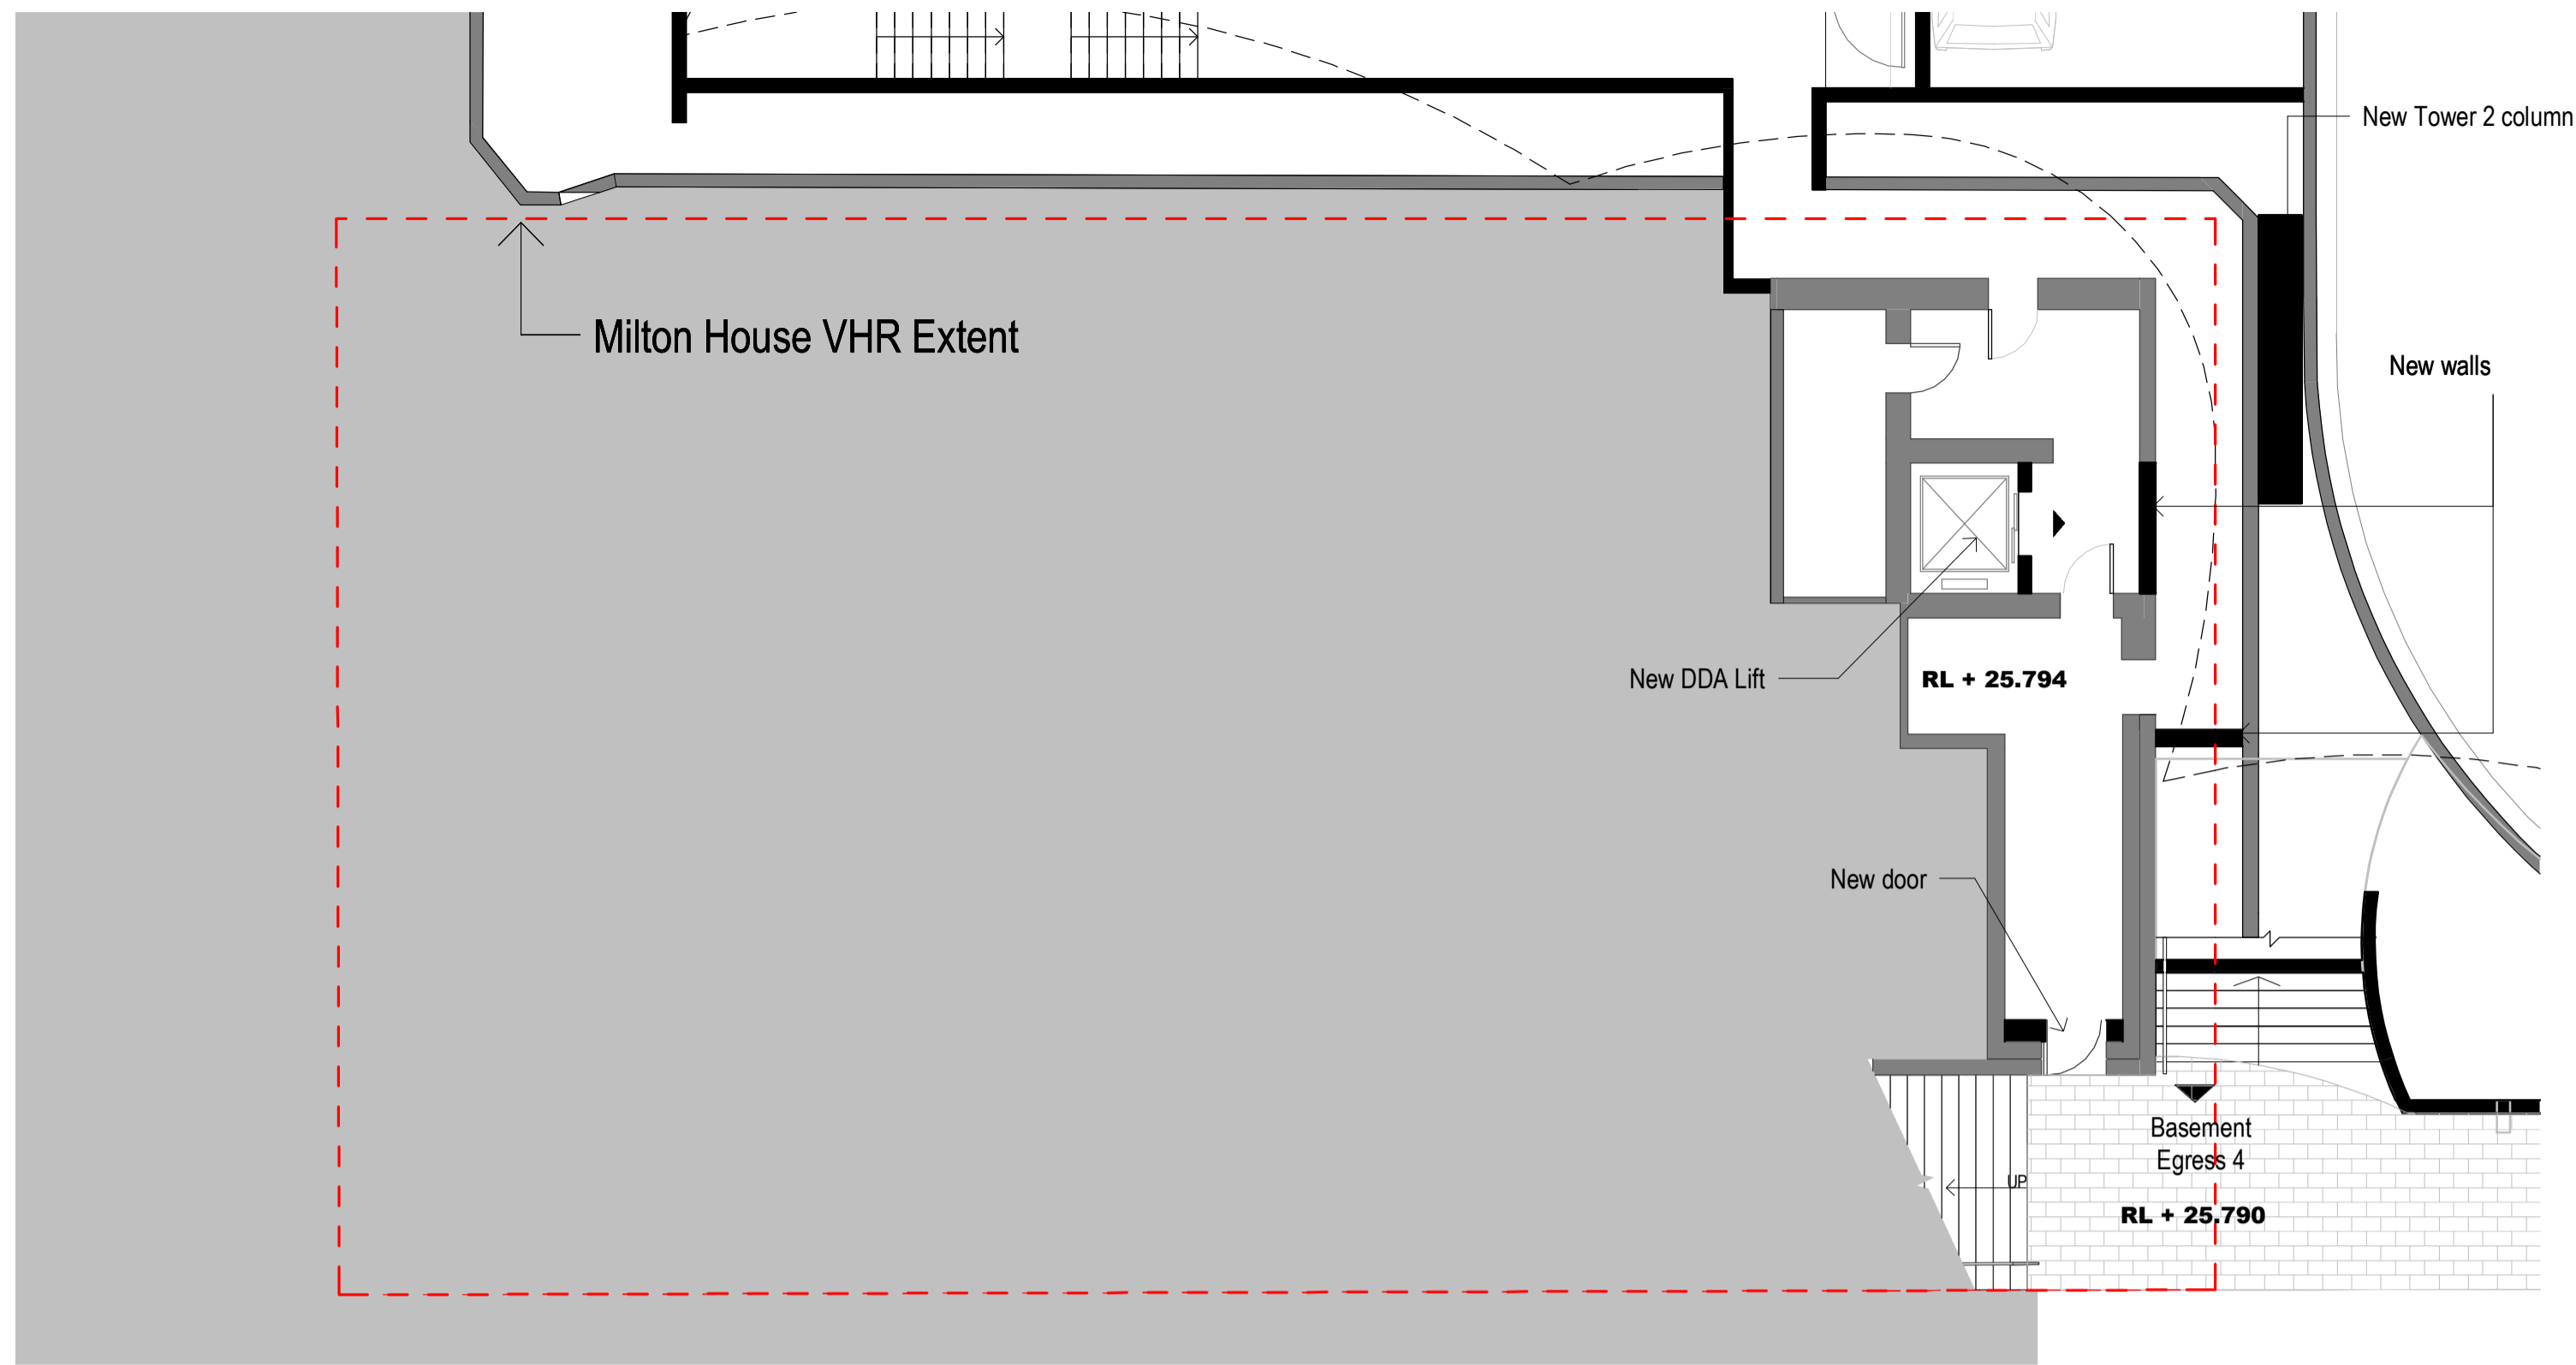 New Tower 2 column
Milton House VHR Extent
New walls
New DDA Lift
RL + 25.794
New door
Basement
Egress 4
UP
RL + 25.790